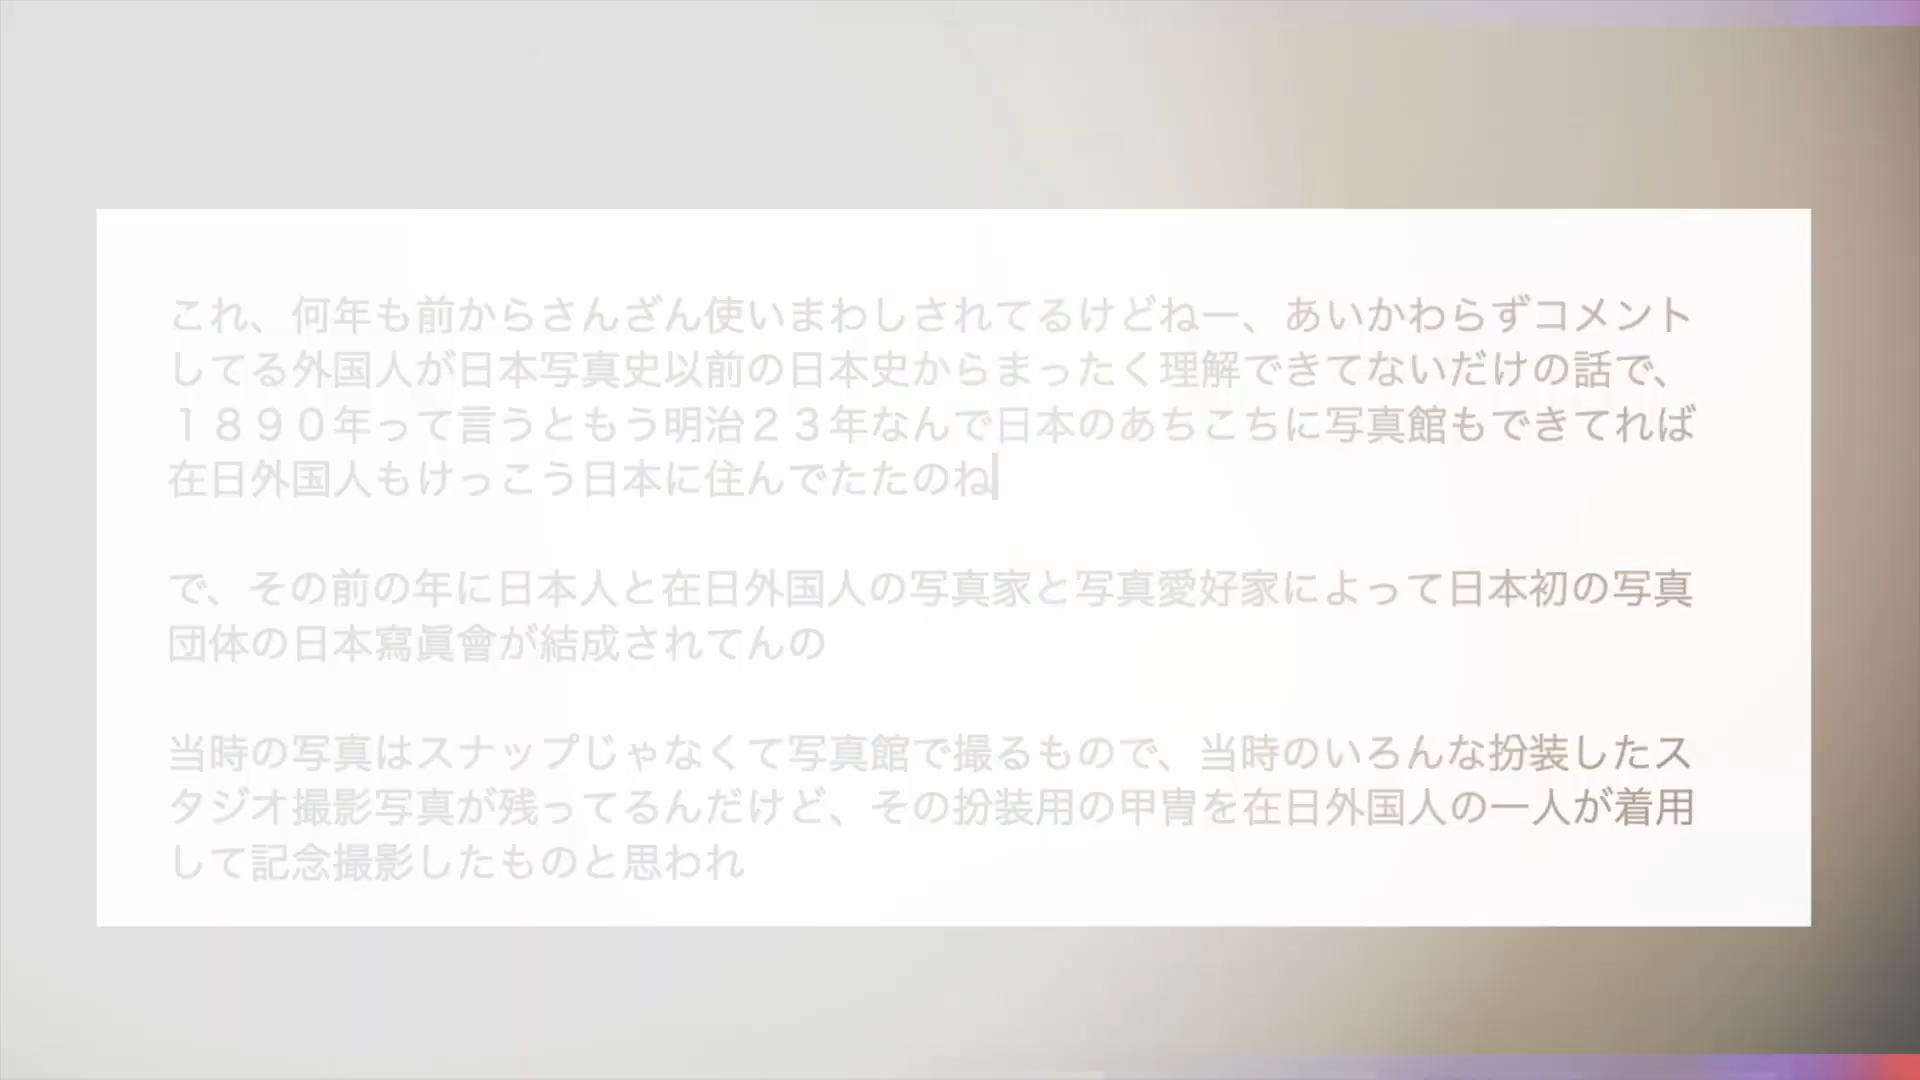 これ、何年も前からさんざん使いまわしされてるけどねー、あいかわらずコメント
してる外国人が日本写真史以前の日本史からまったく理解できてないだけの話で、
１８９０年って言うともう明治２３年なんで日本のあちこちに写真館もできてれば
在日外国人もけっこう日本に住んでたたのね
で、その前の年に日本人と在日外国人の写真家と写真愛好家によって日本初の写真
団体の日本寫眞會が結成されてんの
当時の写真はスナップじゃなくて写真館で撮るもので、当時のいろんな扮装したス
タジオ撮影写真が残ってるんだけど、その扮装用の甲冑を在日外国人の一人が着用
して記念撮影したものと思われ